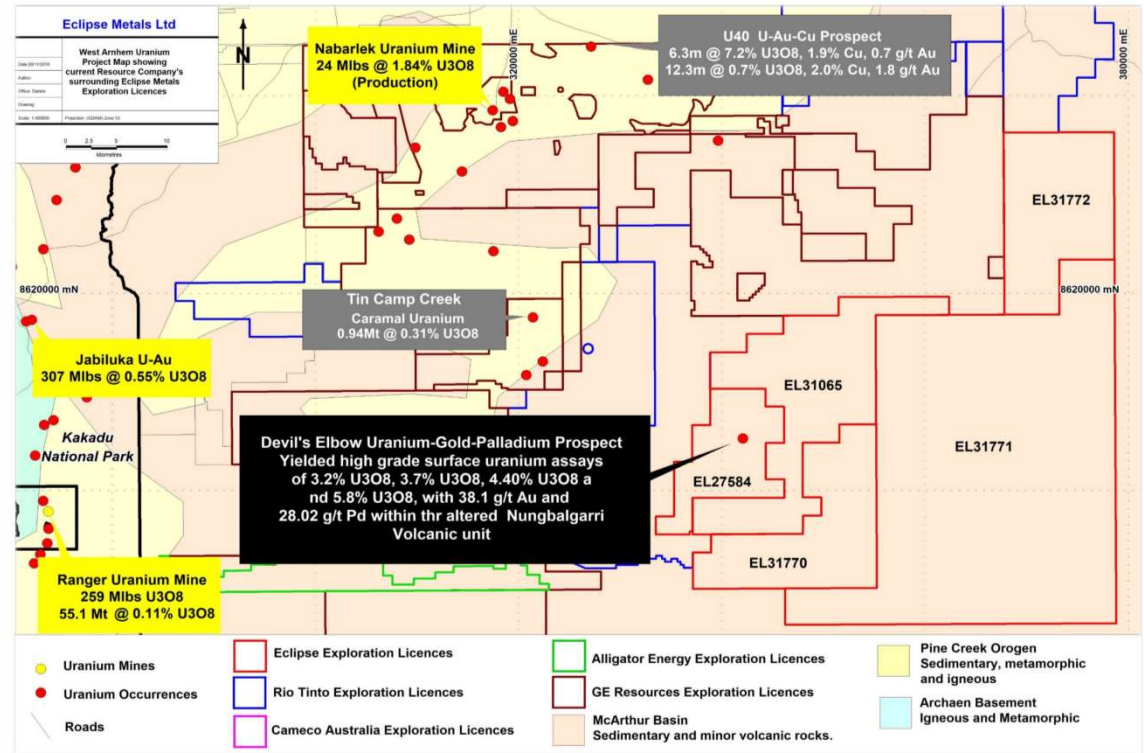 Eclipse Metals Ltd
West Arnhem Uranium
Project Map showing
current Resource Company's
surrounding Eclipse Metals
Exploration Licences
Author:
Office: Darwin
Drawing:
0 2.5 5 10
kilometres
N
Nabarlek Uranium Mine
24 Mlbs @ 1.84% U3O8
(Production)
320000 mE
U40 U-Au-Cu Prospect
6.3m @ 7.2% U3O8, 1.9% Cu, 0.7 g/t Au
12.3m @ 0.7% U3O8, 2.0% Cu, 1.8 g/t Au
380000 mE
EL31772
8620000 mN
8620000 mN
Tin Camp Creek
Caramal Uranium
0.94Mt @ 0.31% U3O8
Jabiluka U-Au
307 Mlbs @ 0.55% U3O8
EL31065
Kakadu
National Park
EL31771
Devil's Elbow Uranium-Gold-Palladium Prospect
Yielded high grade surface uranium assays
of 3.2% U3O8, 3.7% U3O8, 4.40% U3O8 a
nd 5.8% U3O8, with 38.1 g/t Au and
28.02 g/t Pd within thr altered Nungbalgarri
Volcanic unit
EL27584
EL31770
Ranger Uranium Mine
259 Mlbs U3O8
55.1 Mt @ 0.11% U3O8
Uranium Mines
Uranium Occurrences
Roads
Eclipse Exploration Licences
Rio Tinto Exploration Licences
Cameco Australia Exploration Licences
Alligator Energy Exploration Licences
GE Resources Exploration Licences
McArthur Basin
Sedimentary and minor volcanic rocks.
Pine Creek Orogen
Sedimentary, metamorphic
and igneous
Archaen Basement
Igneous and Metamorphic